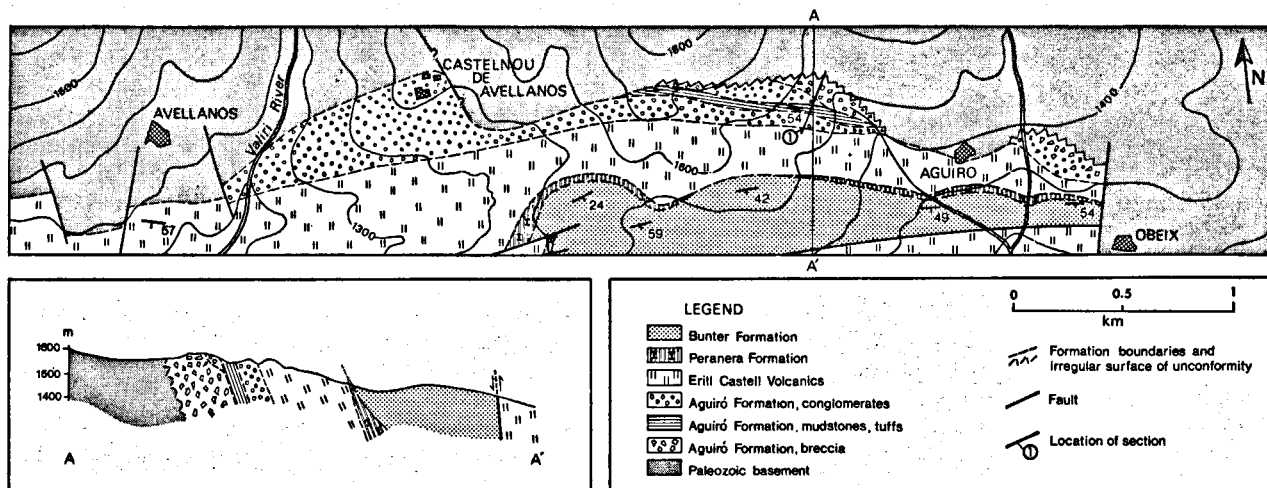 A
1600
1600
CASTELNOU
DE
AVELLANOS
AVELLANOS
Valiri River
1400
N
54
1
1600
AGUIRO
24
42
59
49
54
57
1300
OBEIX
A'
m
1600
1500
1400
A
A'
LEGEND
Bunter Formation
Peranera Formation
Erill Castell Volcanics
Aguiró Formation, conglomerates
Aguiró Formation, mudstones, tuffs
Aguiró Formation, breccia
Paleozoic basement
0 0.5 1
km
Formation boundaries and
irregular surface of unconformity
Fault
Location of section
1